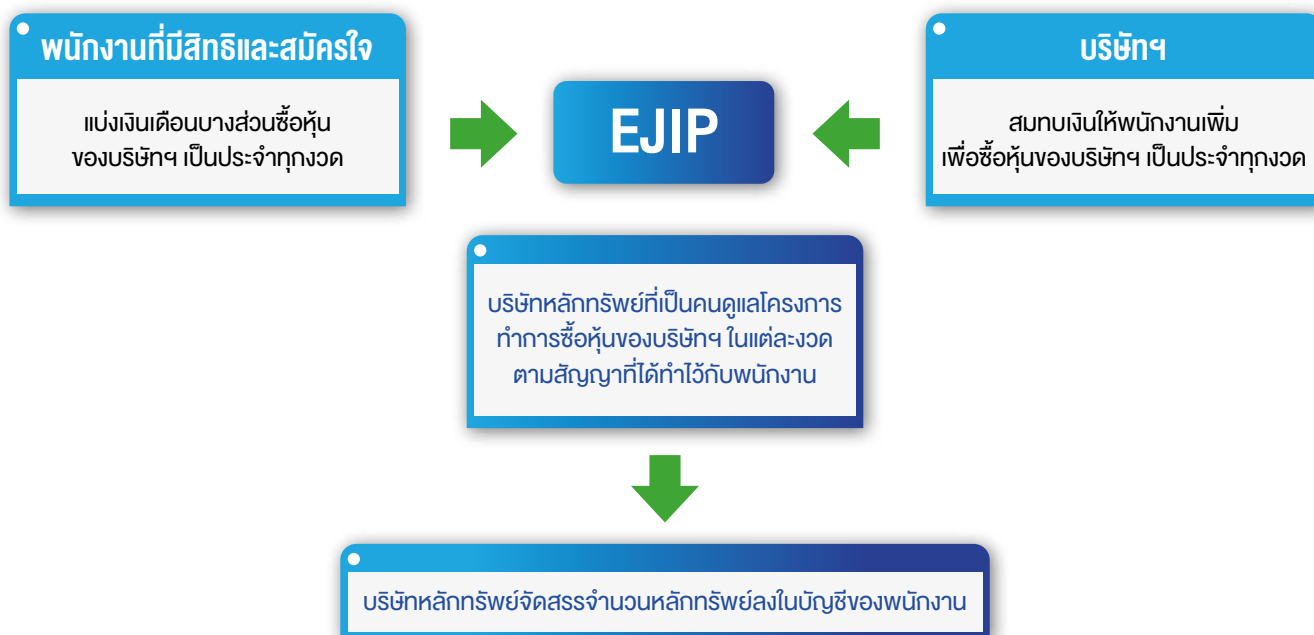 พนักงานที่มีสิทธิและสมัครใจ
แบ่งเงินเดือนบางส่วนซื้อหุ้น
ของบริษัทฯ เป็นประจำทุกงวด
EJIP
บริษัทฯ
สมทบเงินให้พนักงานเพิ่ม
เพื่อซื้อหุ้นของบริษัทฯ เป็นประจำทุกงวด
บริษัทหลักทรัพย์ที่เป็นคนดูแลโครงการ
ทำการซื้อหุ้นของบริษัทฯ ในแต่ละงวด
ตามสัญญาที่ได้ทำไว้กับพนักงาน
บริษัทหลักทรัพย์จัดสรรจำนวนหลักทรัพย์ลงในบัญชีของพนักงาน